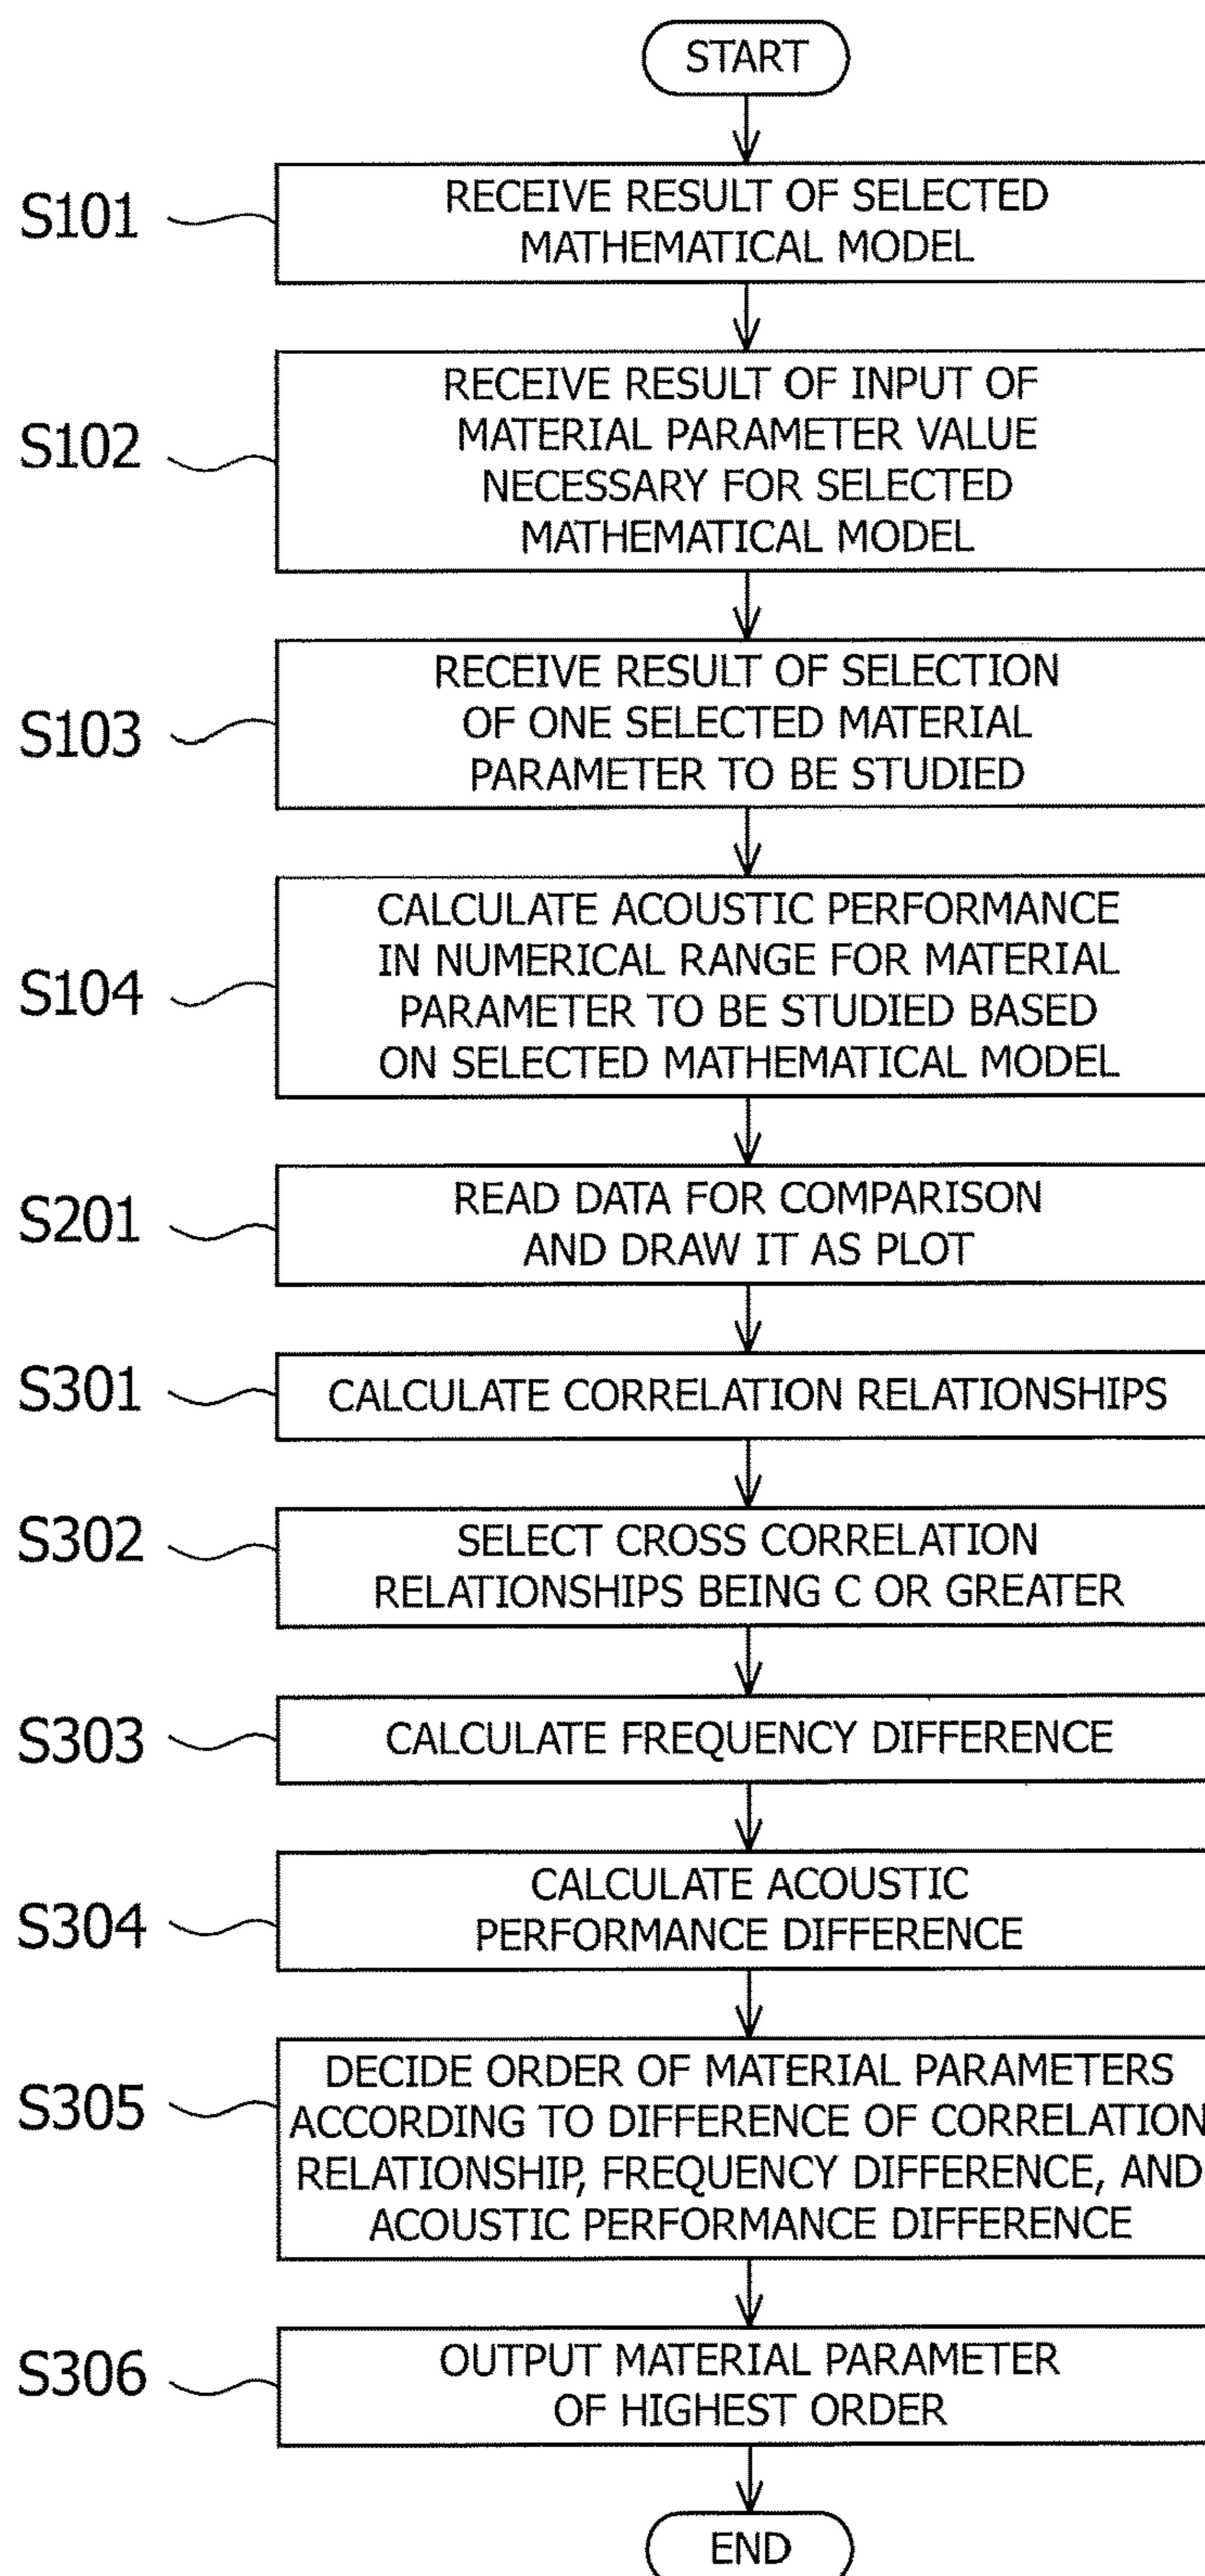 START
S101
RECEIVE RESULT OF SELECTED
MATHEMATICAL MODEL
S102
RECEIVE RESULT OF INPUT OF
MATERIAL PARAMETER VALUE
NECESSARY FOR SELECTED
MATHEMATICAL MODEL
S103
RECEIVE RESULT OF SELECTION
OF ONE SELECTED MATERIAL
PARAMETER TO BE STUDIED
S104
CALCULATE ACOUSTIC PERFORMANCE
IN NUMERICAL RANGE FOR MATERIAL
PARAMETER TO BE STUDIED BASED
ON SELECTED MATHEMATICAL MODEL
S201
READ DATA FOR COMPARISON
AND DRAW IT AS PLOT
S301
CALCULATE CORRELATION RELATIONSHIPS
S302
SELECT CROSS CORRELATION
RELATIONSHIPS BEING C OR GREATER
S303
CALCULATE FREQUENCY DIFFERENCE
S304
CALCULATE ACOUSTIC
PERFORMANCE DIFFERENCE
S305
DECIDE ORDER OF MATERIAL PARAMETERS
ACCORDING TO DIFFERENCE OF CORRELATION
RELATIONSHIP, FREQUENCY DIFFERENCE, AND
ACOUSTIC PERFORMANCE DIFFERENCE
S306
OUTPUT MATERIAL PARAMETER
OF HIGHEST ORDER
END